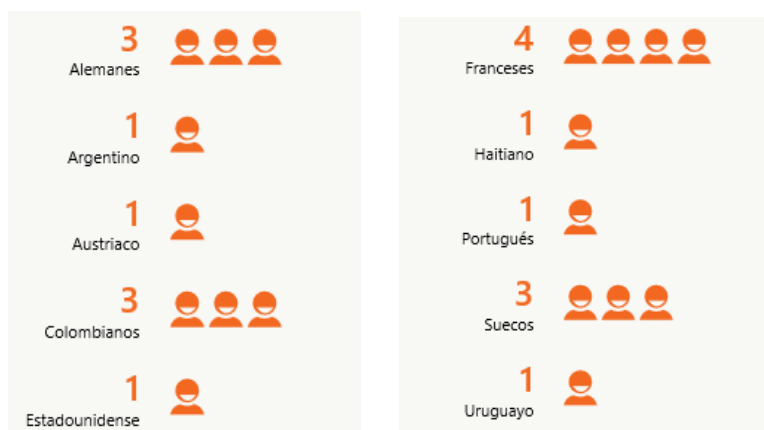 3
Alemanes
1
Argentino
1
Austriaco
3
Colombianos
1
Estadounidense
4
Franceses
1
Haitiano
1
Portugués
3
Suecos
1
Uruguayo